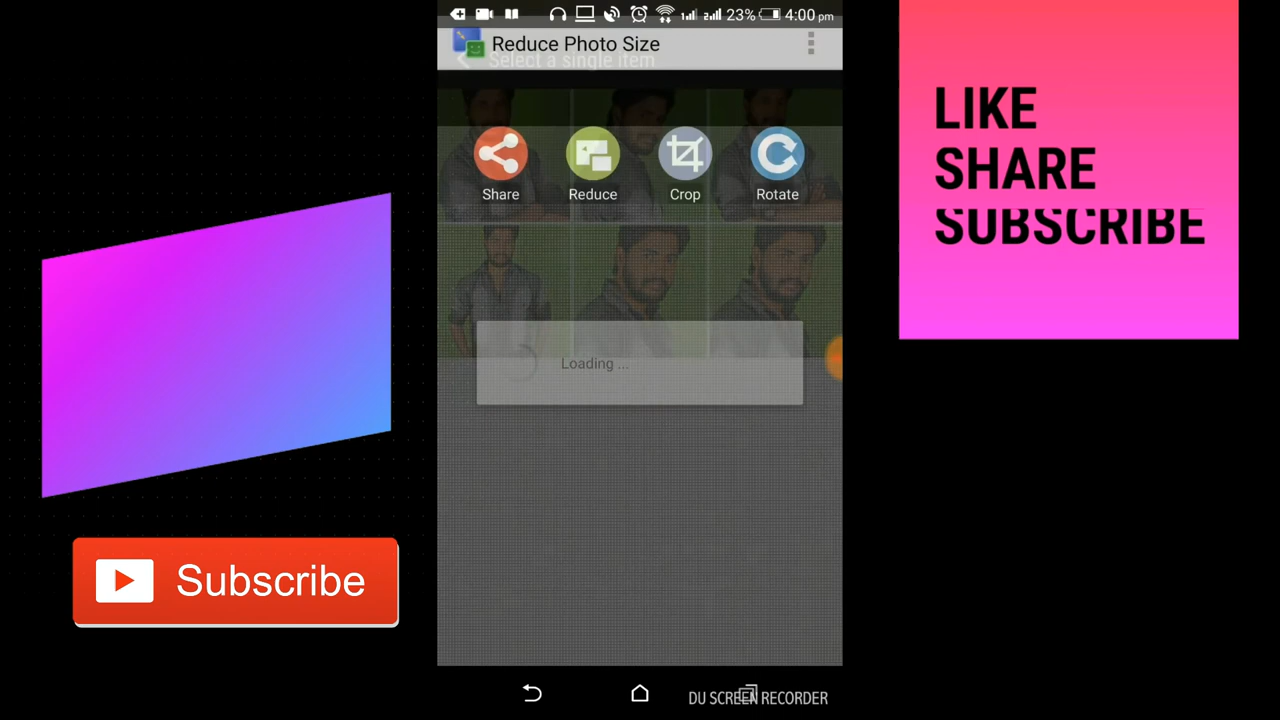 23% 4:00 pm
Reduce Photo Size
Select a single item
Share Reduce Crop Rotate
Loading ...
LIKE
SHARE
SUBSCRIBE
Subscribe
DU SCREEN RECORDER